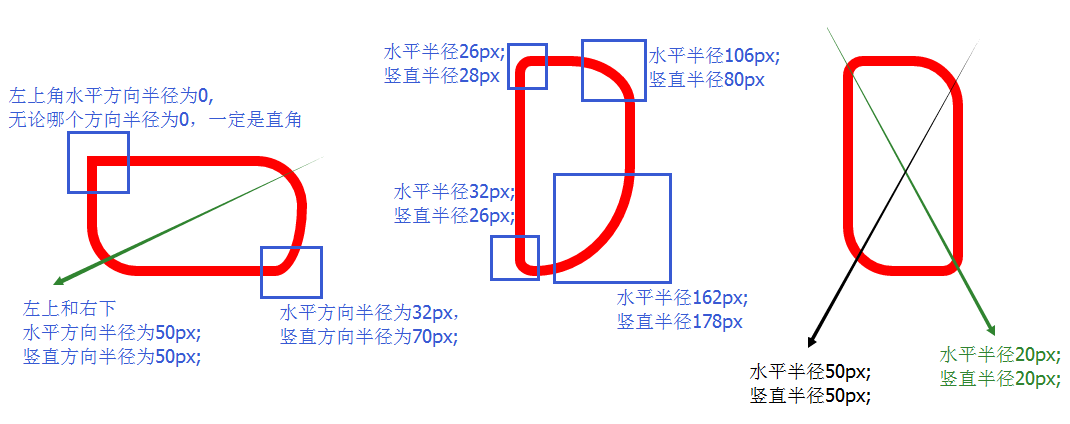 左上角水平方向半径为0,
无论哪个方向半径为0，一定是直角
左上和右下
水平方向半径为50px;
竖直方向半径为50px;
水平方向半径为32px，
竖直方向半径为70px;
水平半径26px;
竖直半径28px
水平半径106px;
竖直半径80px
水平半径32px;
竖直半径26px;
水平半径162px;
竖直半径178px
水平半径50px;
竖直半径50px;
水平半径20px;
竖直半径20px;